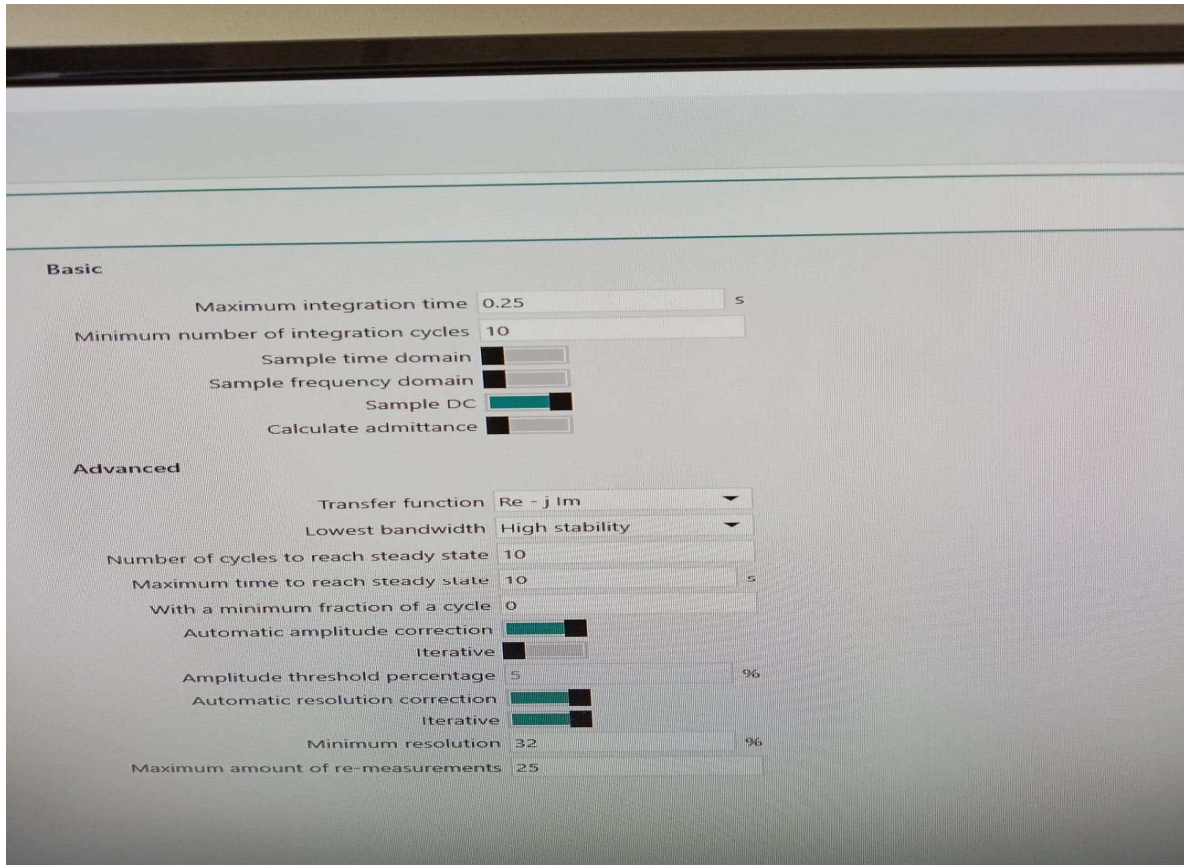 Basic
Maximum integration time 0.25 s
Minimum number of integration cycles 10
Sample time domain
Sample frequency domain
Sample DC
Calculate admittance
Advanced
Transfer function Re - j Im
Lowest bandwidth High stability
Number of cycles to reach steady state 10
Maximum time to reach steady state 10 s
With a minimum fraction of a cycle 0
Automatic amplitude correction
Iterative
Amplitude threshold percentage 5 %
Automatic resolution correction
Iterative
Minimum resolution 32 %
Maximum amount of re-measurements 25